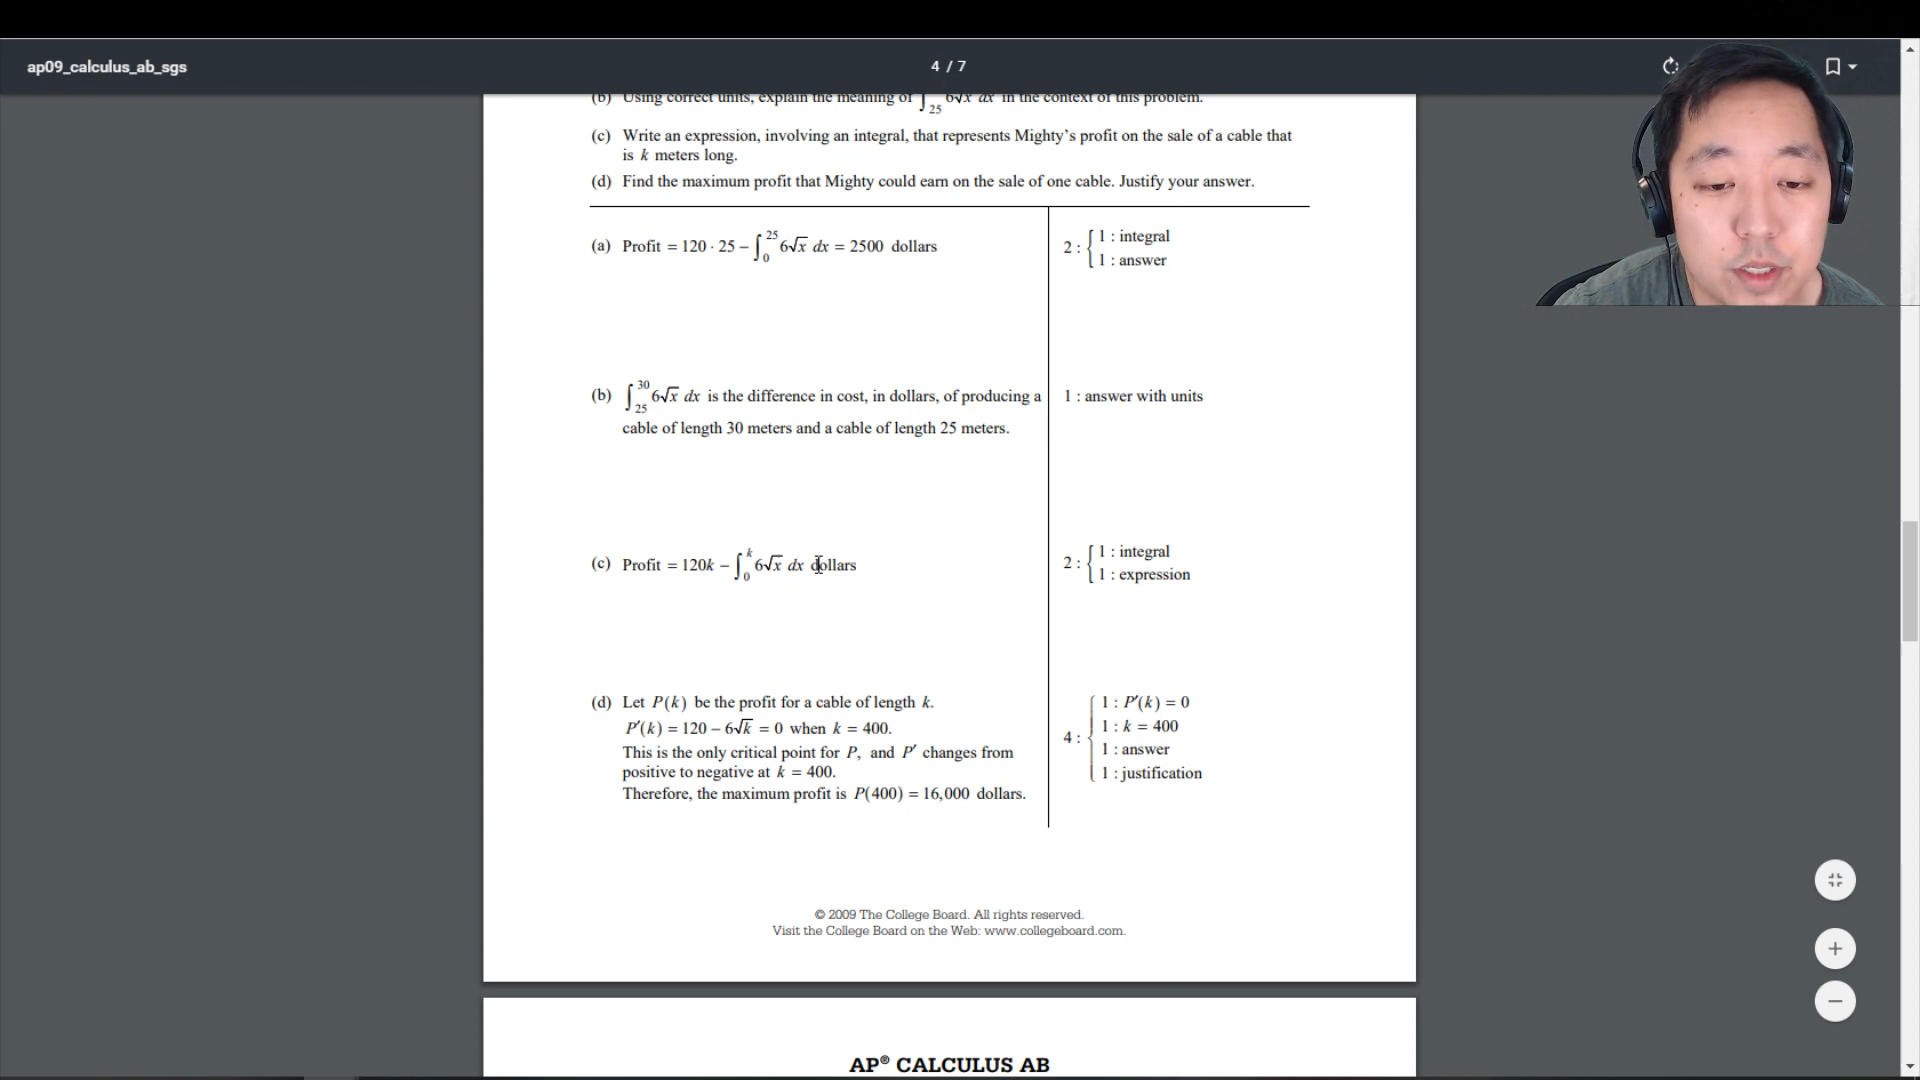 ap09_calculus_ab_sgs
4 / 7
(b) Using correct units, explain the meaning of ∫₂₅ 6√x dx in the context of this problem.
(c) Write an expression, involving an integral, that represents Mighty's profit on the sale of a cable that
is k meters long.
(d) Find the maximum profit that Mighty could earn on the sale of one cable. Justify your answer.
(a) Profit = 120 · 25 − ∫₀²⁵ 6√x dx = 2500 dollars
2 : { 1 : integral
1 : answer
(b) ∫₂₅³⁰ 6√x dx is the difference in cost, in dollars, of producing a
cable of length 30 meters and a cable of length 25 meters.
1 : answer with units
(c) Profit = 120k − ∫₀ᵏ 6√x dx dollars
2 : { 1 : integral
1 : expression
(d) Let P(k) be the profit for a cable of length k.
P′(k) = 120 − 6√k = 0 when k = 400.
This is the only critical point for P, and P′ changes from
positive to negative at k = 400.
Therefore, the maximum profit is P(400) = 16,000 dollars.
4 : { 1 : P′(k) = 0
1 : k = 400
1 : answer
1 : justification
© 2009 The College Board. All rights reserved.
Visit the College Board on the Web: www.collegeboard.com.
AP® CALCULUS AB